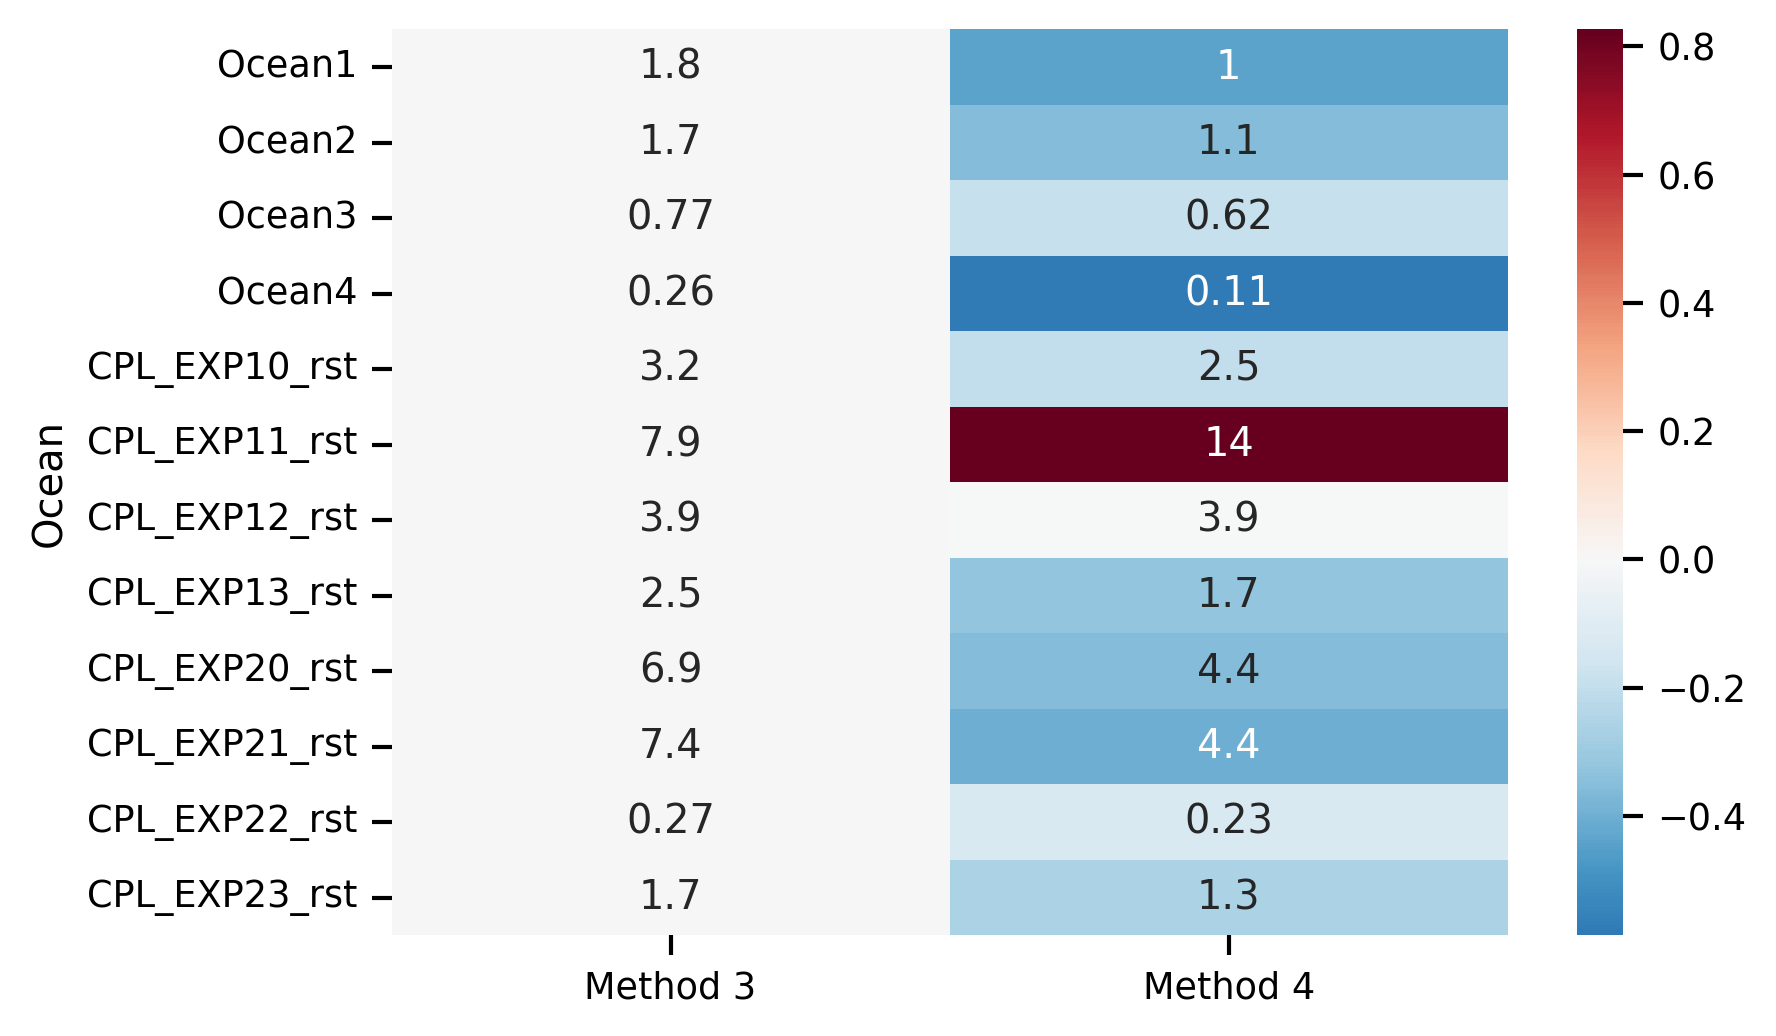 Ocean
Ocean1 1.8 1
Ocean2 1.7 1.1
Ocean3 0.77 0.62
Ocean4 0.26 0.11
CPL_EXP10_rst 3.2 2.5
CPL_EXP11_rst 7.9 14
CPL_EXP12_rst 3.9 3.9
CPL_EXP13_rst 2.5 1.7
CPL_EXP20_rst 6.9 4.4
CPL_EXP21_rst 7.4 4.4
CPL_EXP22_rst 0.27 0.23
CPL_EXP23_rst 1.7 1.3
Method 3 Method 4
0.8
0.6
0.4
0.2
0.0
−0.2
−0.4